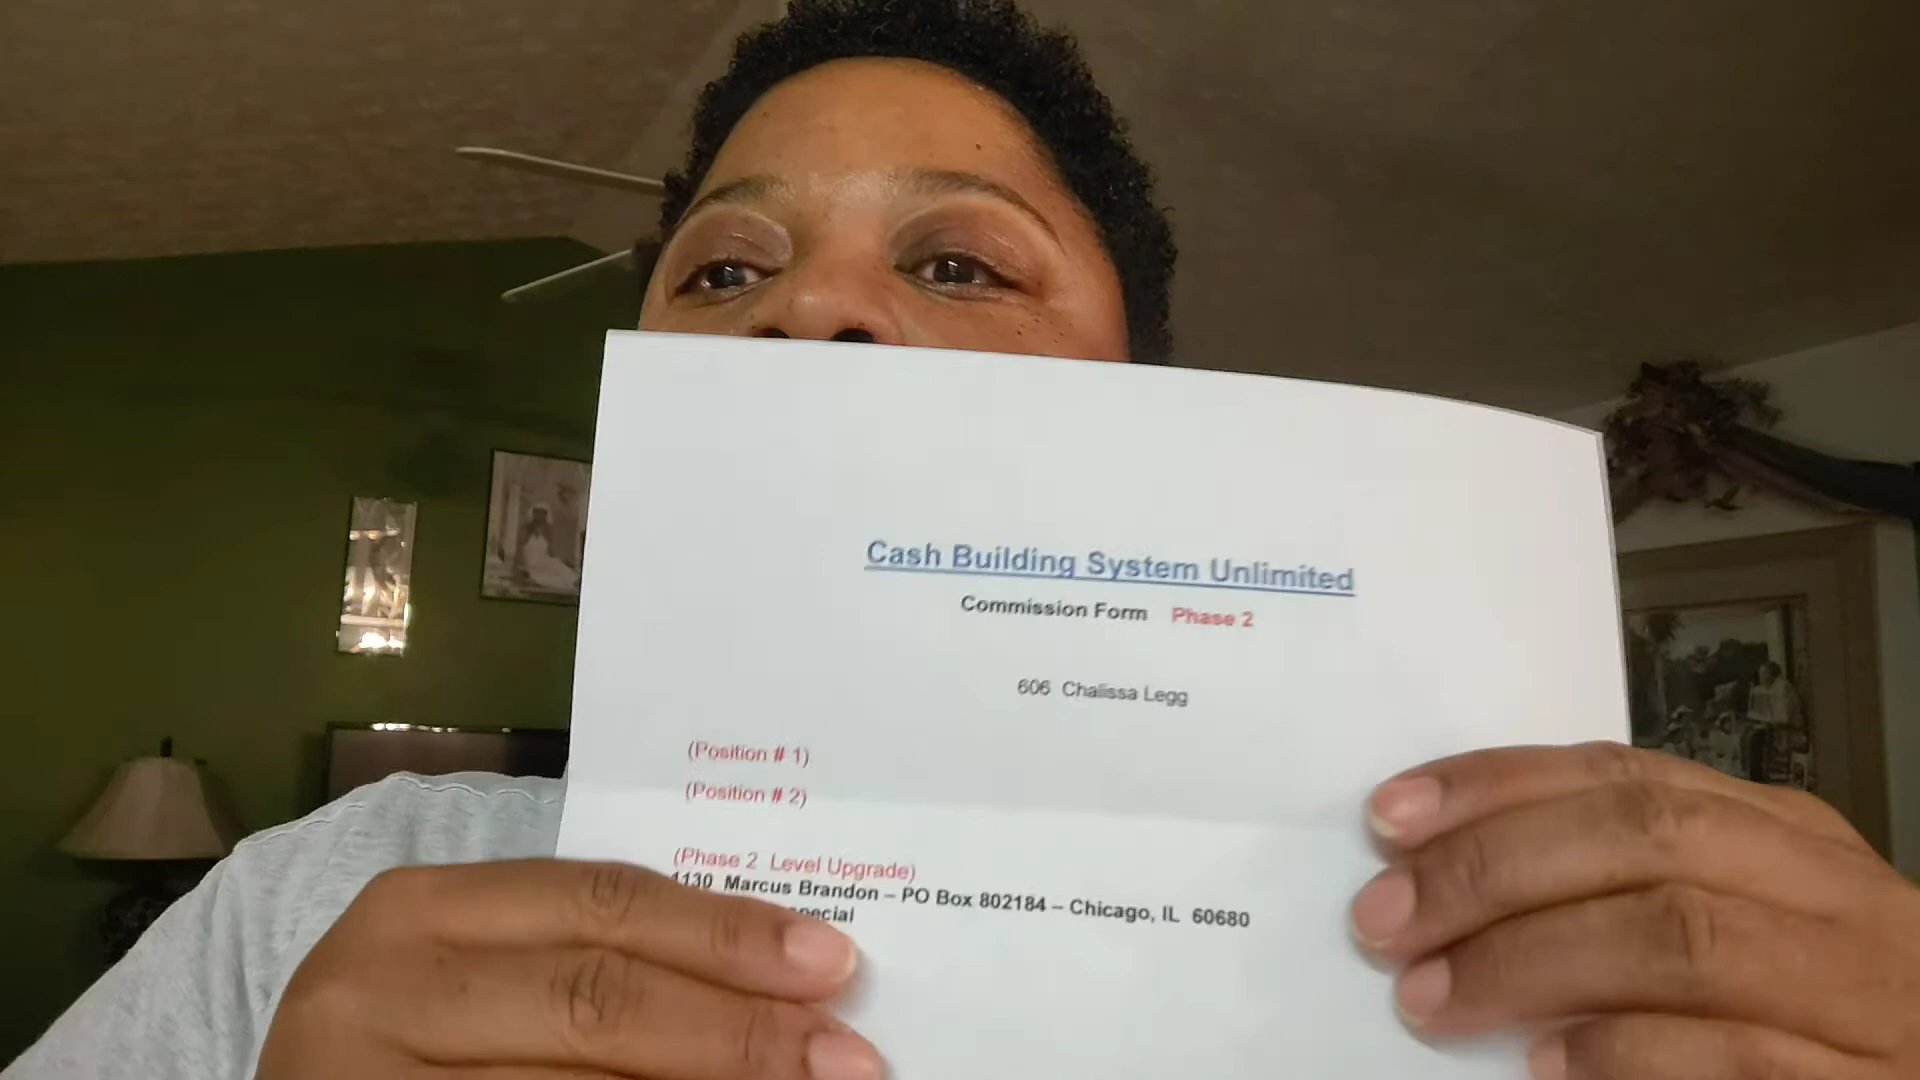 Cash Building System Unlimited
Commission Form Phase 2
606 Chalissa Legg
(Position # 1)
(Position # 2)
(Phase 2 Level Upgrade)
1130 Marcus Brandon – PO Box 802184 – Chicago, IL 60680